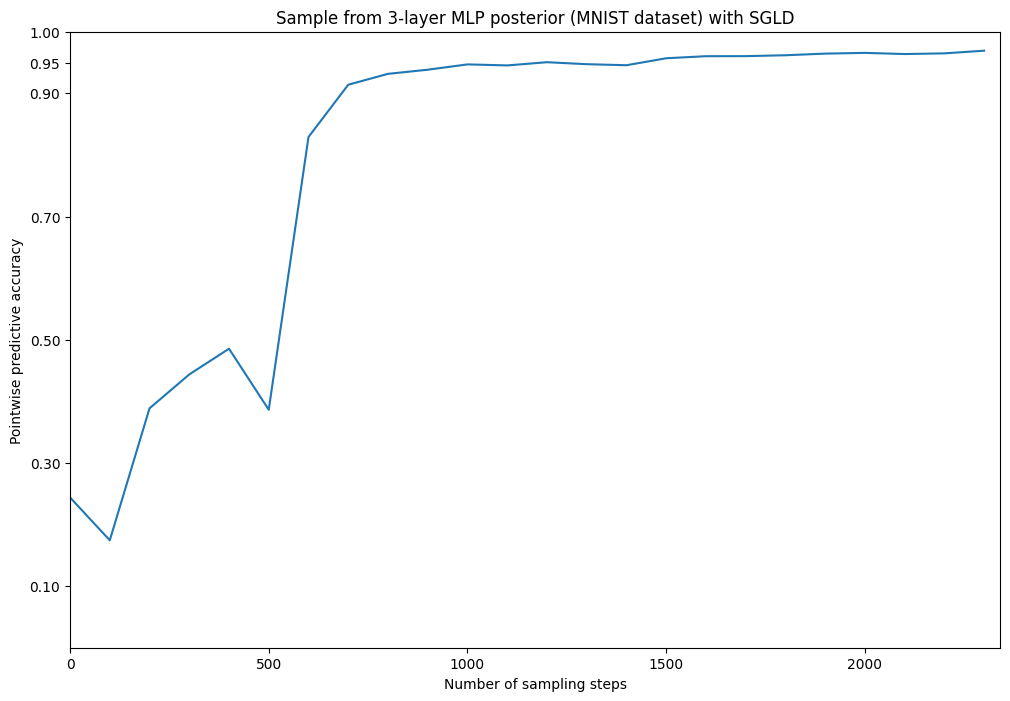 Sample from 3-layer MLP posterior (MNIST dataset) with SGLD
1.00
0.95
0.90
0.70
0.50
0.30
0.10
Pointwise predictive accuracy
0 500 1000 1500 2000
Number of sampling steps